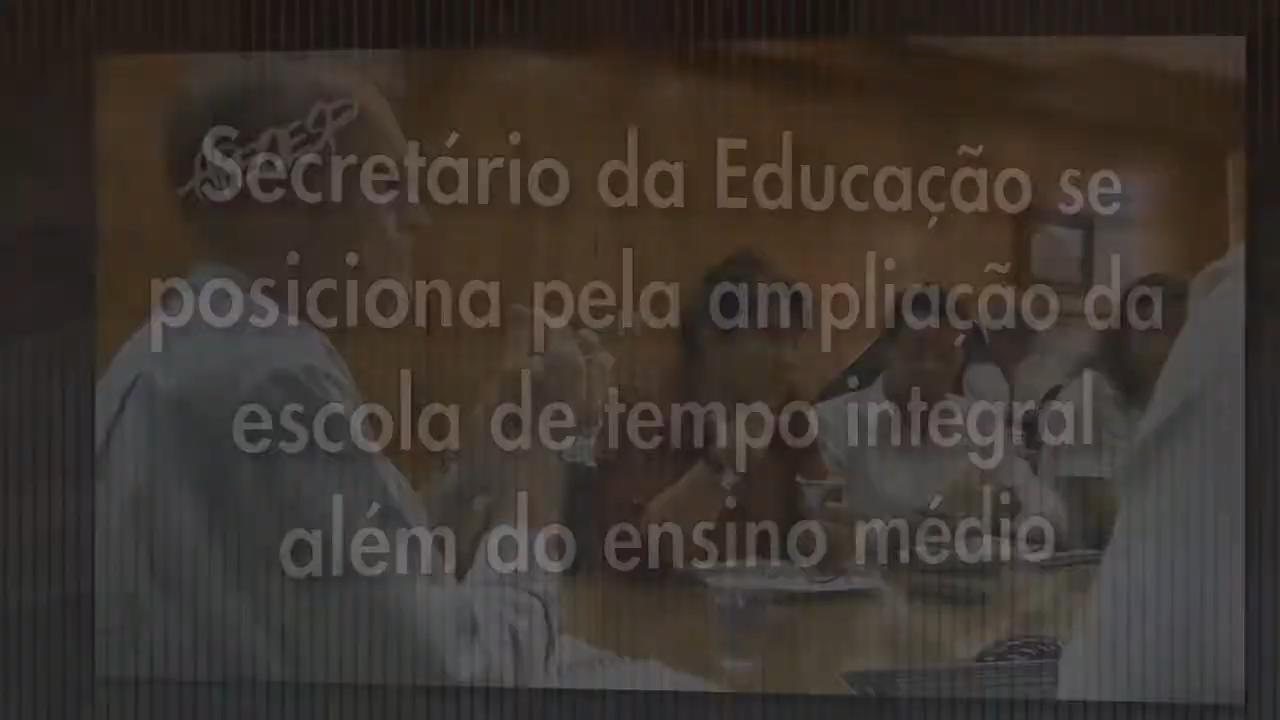 Secretário da Educação se
posiciona pela ampliação da
escola de tempo integral
além do ensino médio